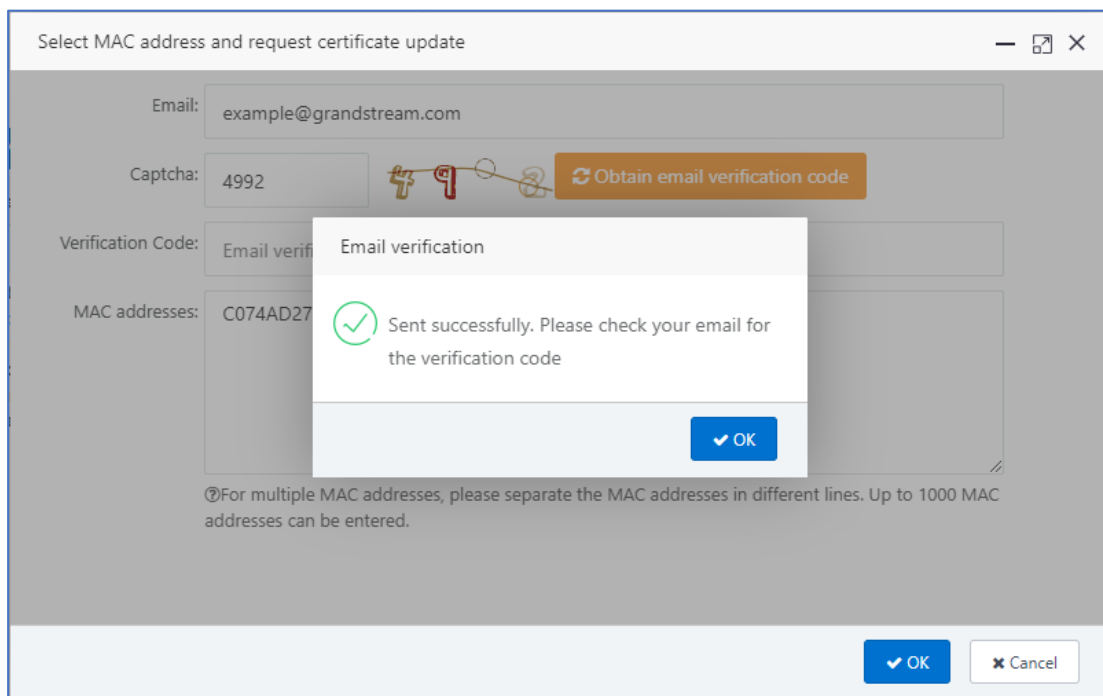 Select MAC address and request certificate update
Email:
example@grandstream.com
Captcha:
4992
49 2
Obtain email verification code
Verification Code:
Email verifi
Email verification
MAC addresses:
C074AD27
Sent successfully. Please check your email for
the verification code
OK
For multiple MAC addresses, please separate the MAC addresses in different lines. Up to 1000 MAC
addresses can be entered.
OK
Cancel